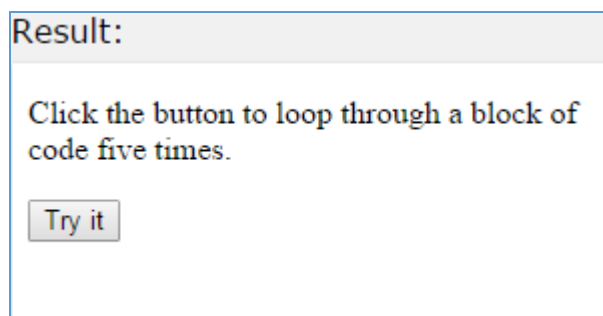 Result:
Click the button to loop through a block of
code five times.
Try it